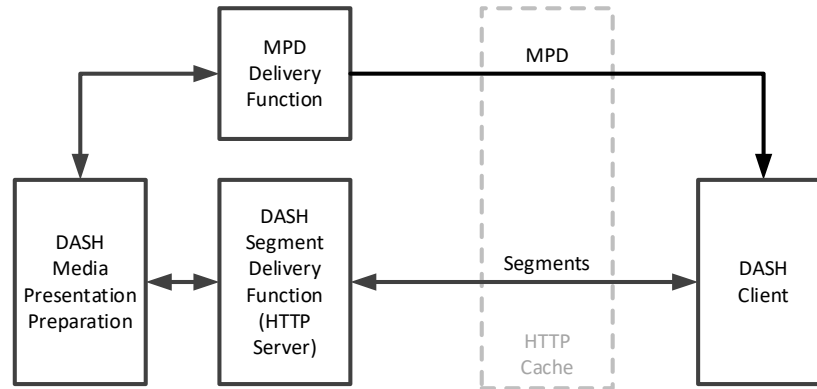 MPD
Delivery
Function
MPD
DASH
Media
Presentation
Preparation
DASH
Segment
Delivery
Function
(HTTP
Server)
Segments
DASH
Client
HTTP
Cache